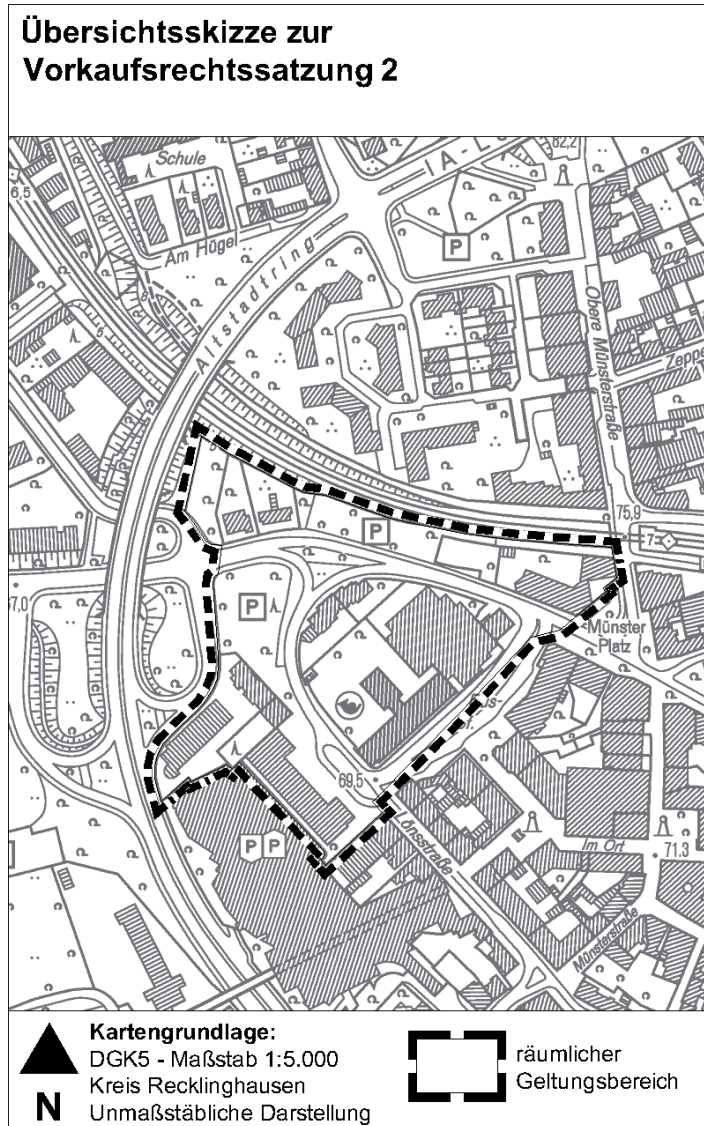 Übersichtsskizze zur
Vorkaufsrechtssatzung 2
82,2
Schule
6,5
Am Hügel
P
Altstadtring
Obere Münsterstraße
Zeppe
75,9
7
P
P
67,0
Münster
Platz
69,5
Lönsstraße
P P
Im Ort
71.3
Münsterstraße
Kartengrundlage:
DGK5 - Maßstab 1:5.000
Kreis Recklinghausen
N Unmaßstäbliche Darstellung
räumlicher
Geltungsbereich